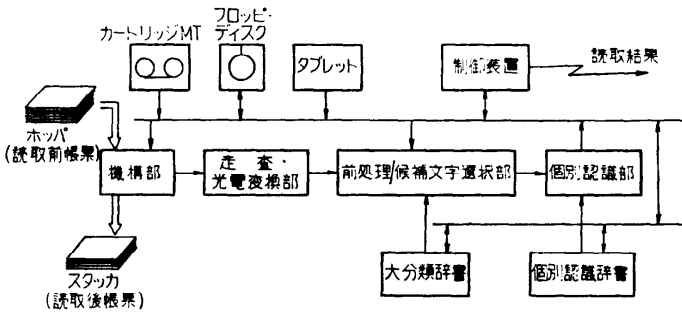 カートリッジMT
フロッピ・
ディスク
タブレット
制御装置
読取結果
ホッパ
(読取前帳票)
機構部
走査・
光電変換部
前処理/候補文字選択部
個別認識部
スタッカ
(読取後帳票)
大分類辞書
個別認識辞書